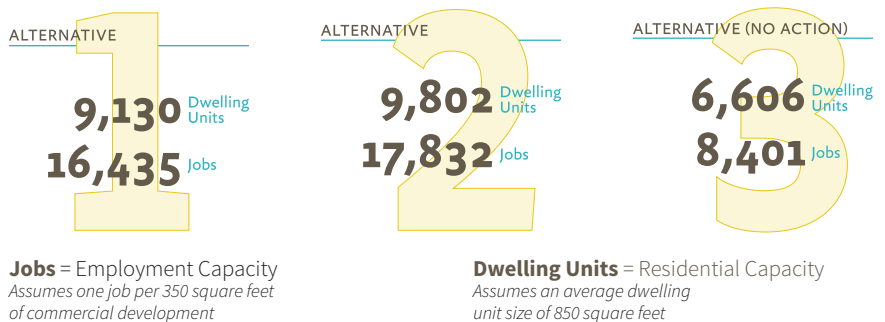 ALTERNATIVE
1
9,130 Dwelling
Units
16,435 Jobs
ALTERNATIVE
2
9,802 Dwelling
Units
17,832 Jobs
ALTERNATIVE (NO ACTION)
3
6,606 Dwelling
Units
8,401 Jobs
Jobs = Employment Capacity
Assumes one job per 350 square feet
of commercial development
Dwelling Units = Residential Capacity
Assumes an average dwelling
unit size of 850 square feet